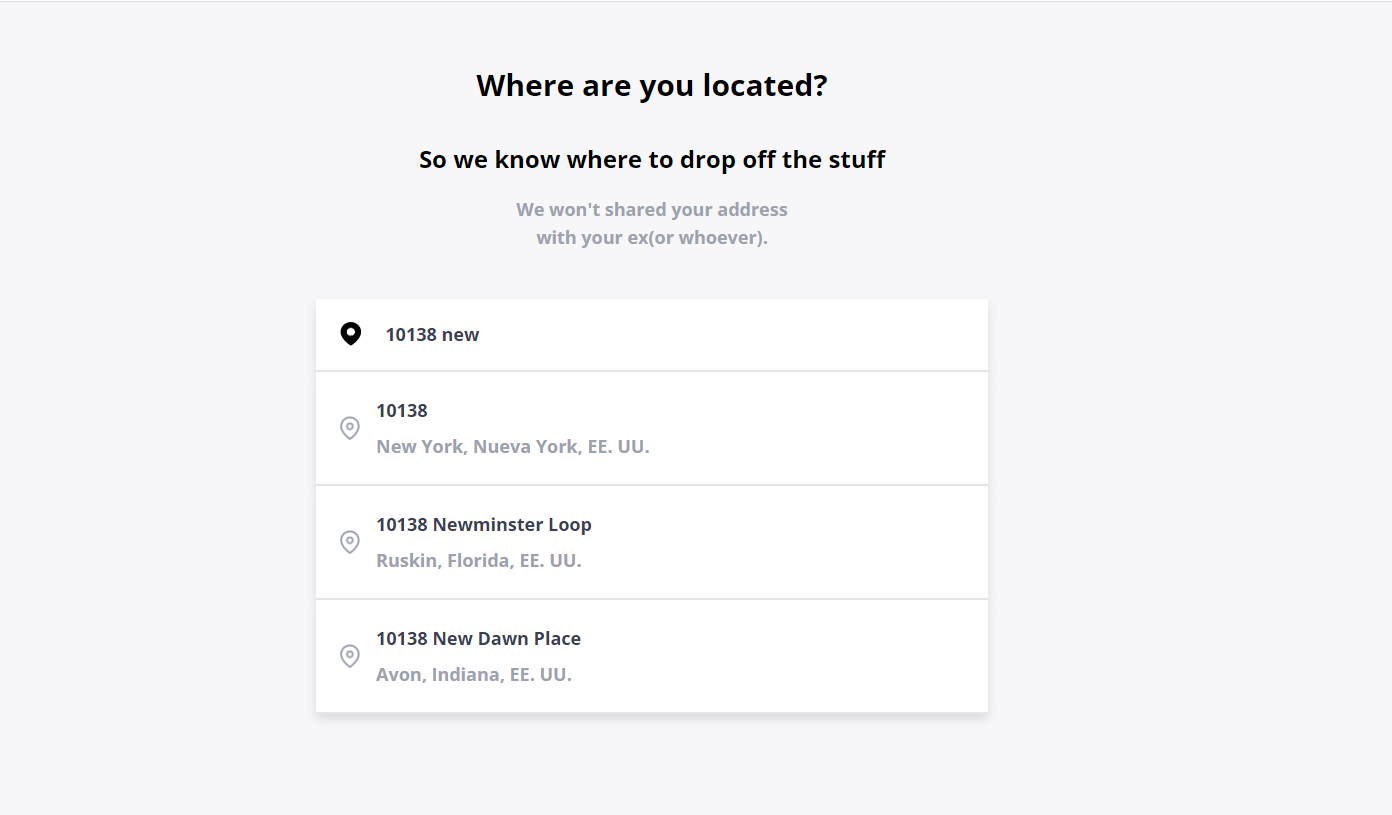 Where are you located?
So we know where to drop off the stuff
We won't shared your address
with your ex(or whoever).
10138 new
10138
New York, Nueva York, EE. UU.
10138 Newminster Loop
Ruskin, Florida, EE. UU.
10138 New Dawn Place
Avon, Indiana, EE. UU.